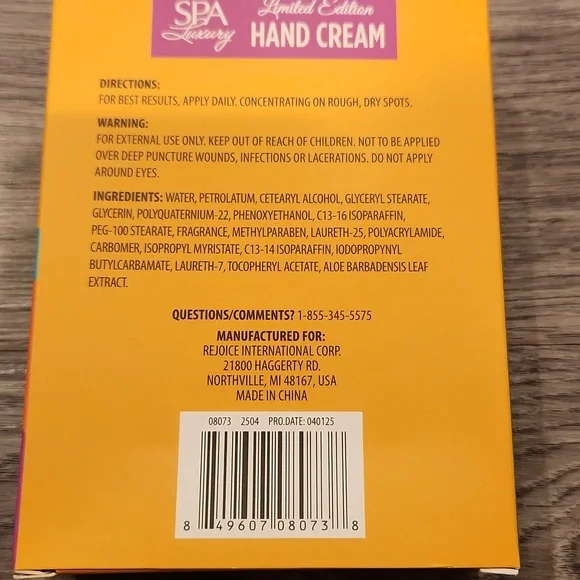 SPA
Luxury
Limited Edition
HAND CREAM
DIRECTIONS:
FOR BEST RESULTS, APPLY DAILY. CONCENTRATING ON ROUGH, DRY SPOTS.
WARNING:
FOR EXTERNAL USE ONLY. KEEP OUT OF REACH OF CHILDREN. NOT TO BE APPLIED
OVER DEEP PUNCTURE WOUNDS, INFECTIONS OR LACERATIONS. DO NOT APPLY
AROUND EYES.
INGREDIENTS: WATER, PETROLATUM, CETEARYL ALCOHOL, GLYCERYL STEARATE,
GLYCERIN, POLYQUATERNIUM-22, PHENOXYETHANOL, C13-16 ISOPARAFFIN,
PEG-100 STEARATE, FRAGRANCE, METHYLPARABEN, LAURETH-25, POLYACRYLAMIDE,
CARBOMER, ISOPROPYL MYRISTATE, C13-14 ISOPARAFFIN, IODOPROPYNYL
BUTYLCARBAMATE, LAURETH-7, TOCOPHERYL ACETATE, ALOE BARBADENSIS LEAF
EXTRACT.
QUESTIONS/COMMENTS? 1-855-345-5575
MANUFACTURED FOR:
REJOICE INTERNATIONAL CORP.
21800 HAGGERTY RD.
NORTHVILLE, MI 48167, USA
MADE IN CHINA
08073 2504 PRO.DATE: 040125
8 49607 08073 8